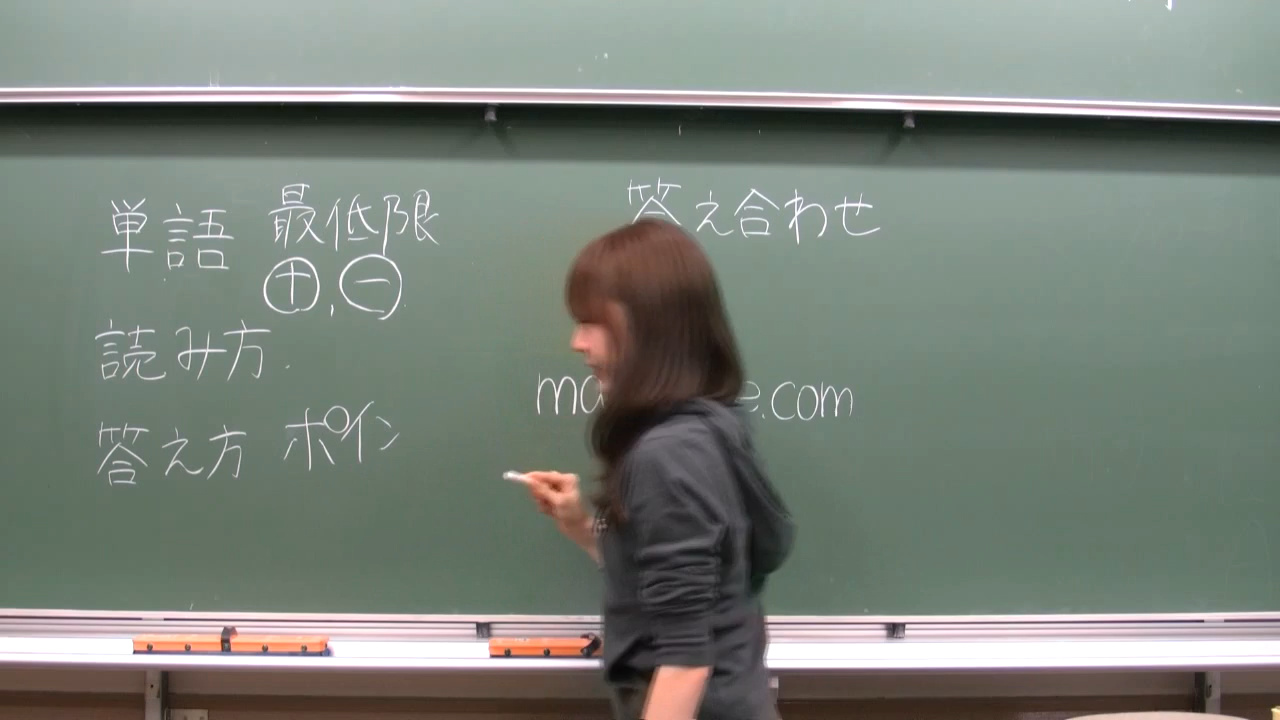 単語 最低限
⊕, ⊖
読み方.
答え方 ポイン
答え合わせ
.com